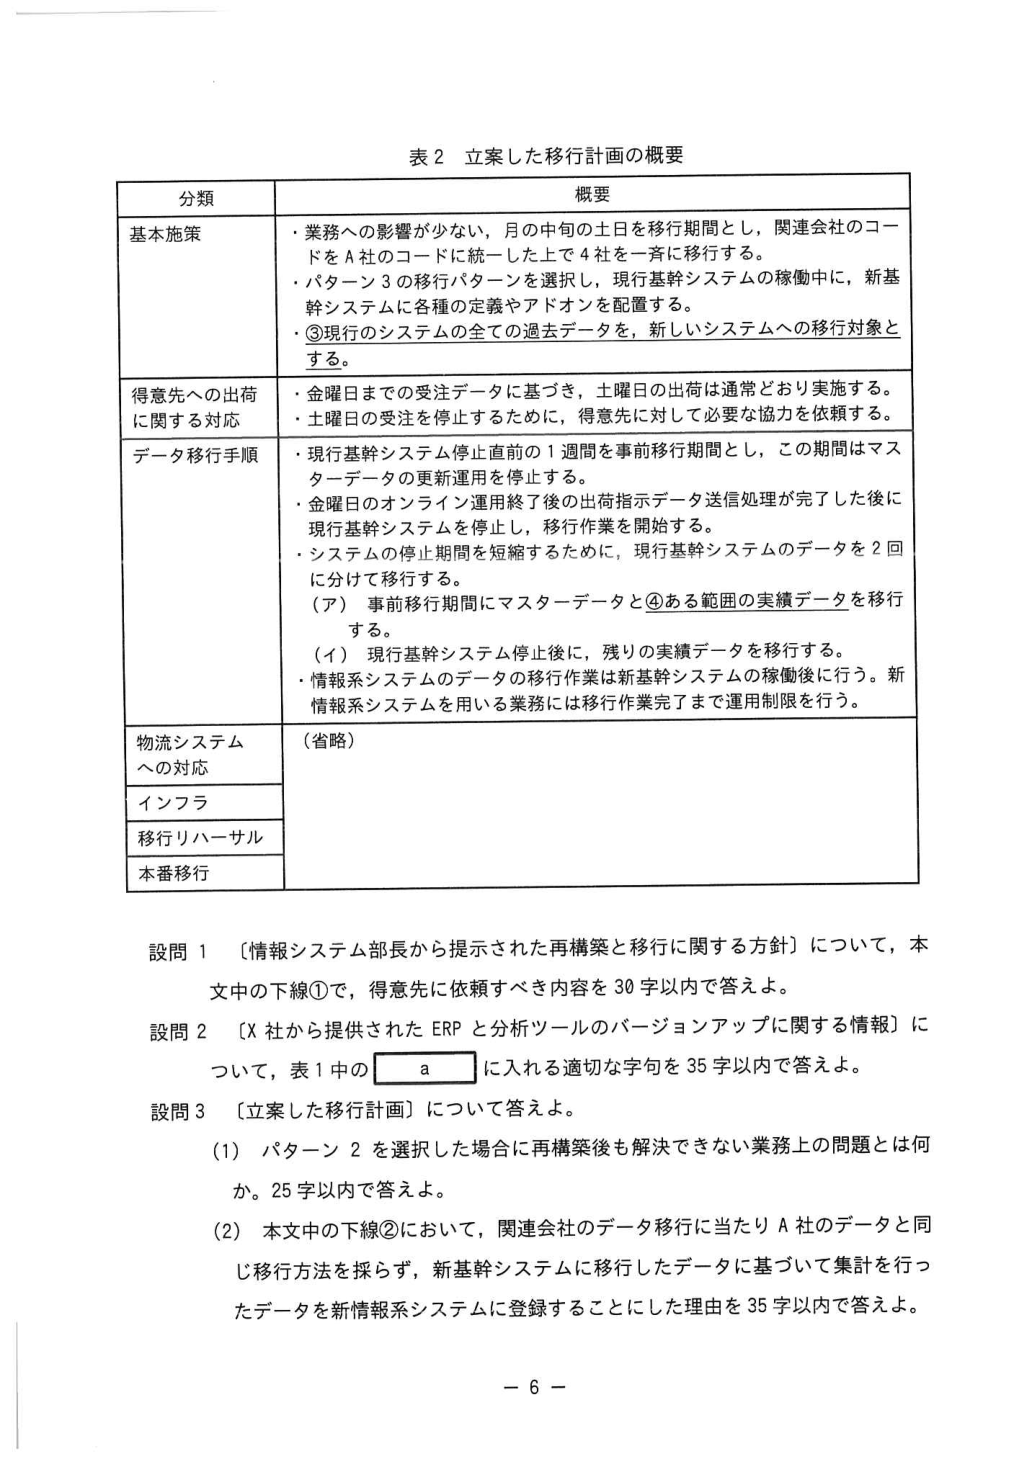 表2 立案した移行計画の概要
分類
概要
基本施策
・業務への影響が少ない，月の中旬の土日を移行期間とし，関連会社のコー
ドをA社のコードに統一した上で4社を一斉に移行する。
・パターン3の移行パターンを選択し，現行基幹システムの稼働中に，新基
幹システムに各種の定義やアドオンを配置する。
・③現行のシステムの全ての過去データを，新しいシステムへの移行対象と
する。
得意先への出荷
に関する対応
・金曜日までの受注データに基づき，土曜日の出荷は通常どおり実施する。
・土曜日の受注を停止するために，得意先に対して必要な協力を依頼する。
データ移行手順
・現行基幹システム停止直前の1週間を事前移行期間とし，この期間はマス
ターデータの更新運用を停止する。
・金曜日のオンライン運用終了後の出荷指示データ送信処理が完了した後に
現行基幹システムを停止し，移行作業を開始する。
・システムの停止期間を短縮するために，現行基幹システムのデータを2回
に分けて移行する。
（ア） 事前移行期間にマスターデータと④ある範囲の実績データを移行
する。
（イ） 現行基幹システム停止後に，残りの実績データを移行する。
・情報系システムのデータの移行作業は新基幹システムの稼働後に行う。新
情報系システムを用いる業務には移行作業完了まで運用制限を行う。
物流システム
への対応
（省略）
インフラ
移行リハーサル
本番移行
設問1 〔情報システム部長から提示された再構築と移行に関する方針〕について，本
文中の下線①で，得意先に依頼すべき内容を30字以内で答えよ。
設問2 〔X社から提供されたERPと分析ツールのバージョンアップに関する情報〕に
ついて，表1中の a に入れる適切な字句を35字以内で答えよ。
設問3 〔立案した移行計画〕について答えよ。
(1) パターン2を選択した場合に再構築後も解決できない業務上の問題とは何
か。25字以内で答えよ。
(2) 本文中の下線②において，関連会社のデータ移行に当たりA社のデータと同
じ移行方法を採らず，新基幹システムに移行したデータに基づいて集計を行っ
たデータを新情報系システムに登録することにした理由を35字以内で答えよ。
－ 6 －